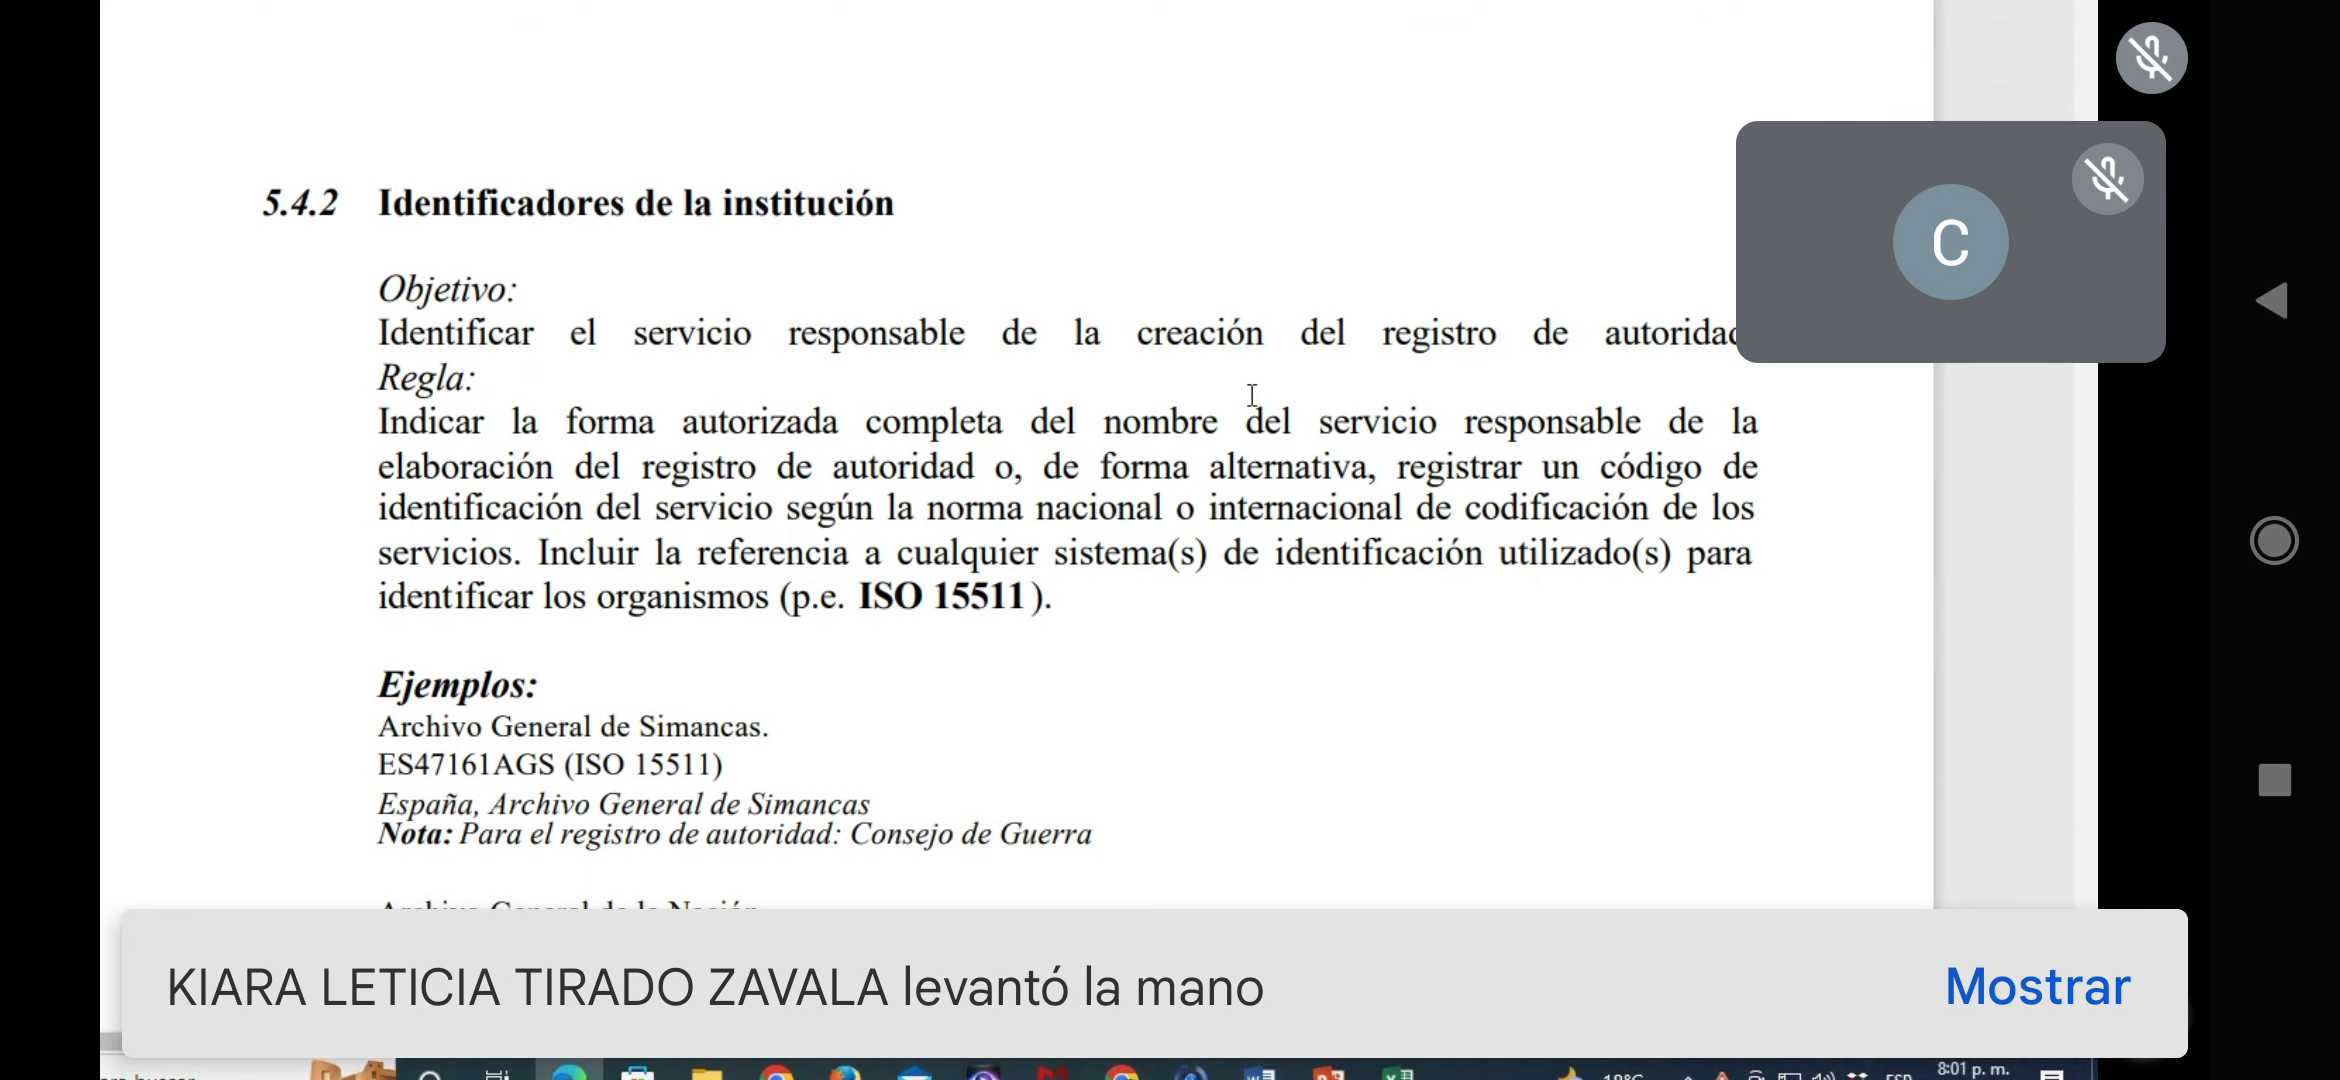 5.4.2 Identificadores de la institución
Objetivo:
Identificar el servicio responsable de la creación del registro de
Regla:
Indicar la forma autorizada completa del nombre del servicio responsable de la
elaboración del registro de autoridad o, de forma alternativa, registrar un código de
identificación del servicio según la norma nacional o internacional de codificación de los
servicios. Incluir la referencia a cualquier sistema(s) de identificación utilizado(s) para
identificar los organismos (p.e. ISO 15511).
Ejemplos:
Archivo General de Simancas.
ES47161AGS (ISO 15511)
España, Archivo General de Simancas
Nota: Para el registro de autoridad: Consejo de Guerra
C
KIARA LETICIA TIRADO ZAVALA levantó la mano
Mostrar
8:01 p. m.